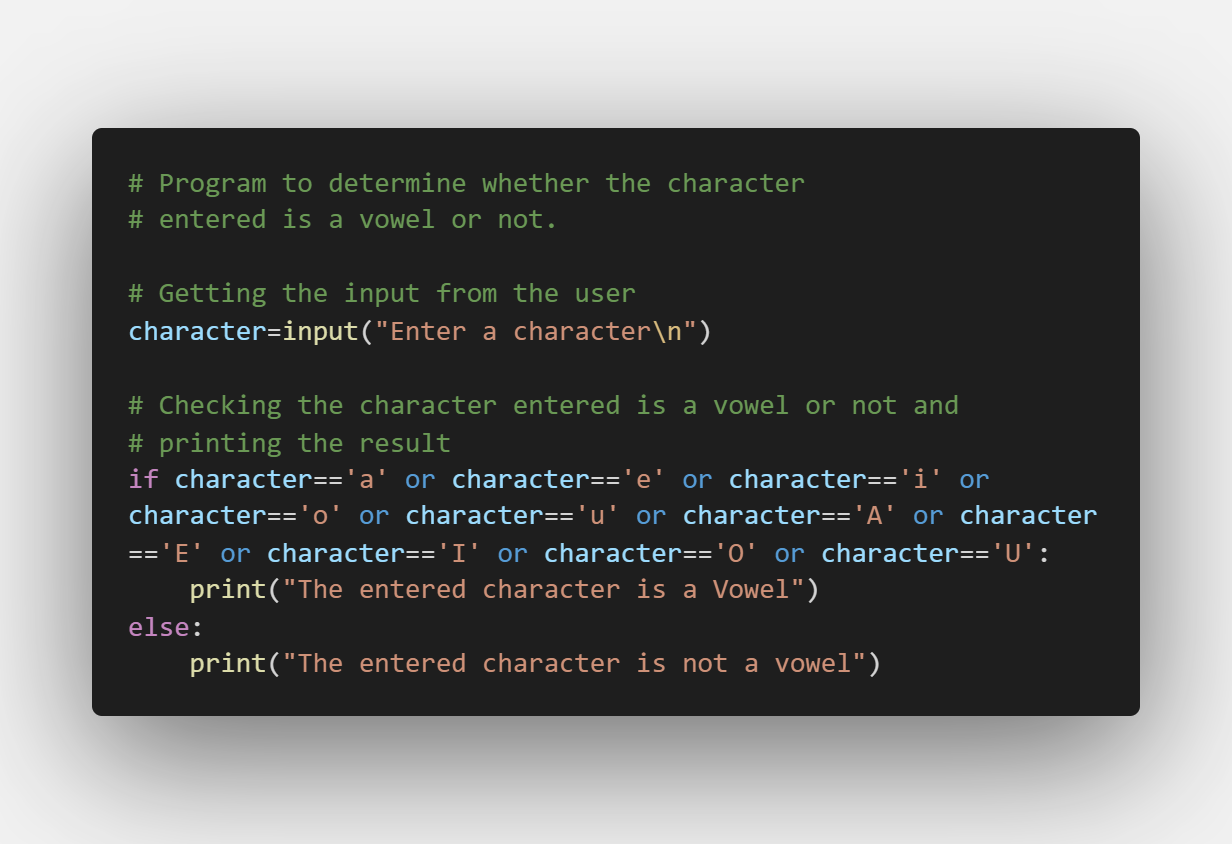 # Program to determine whether the character
# entered is a vowel or not.
# Getting the input from the user
character=input("Enter a character\n")
# Checking the character entered is a vowel or not and
# printing the result
if character=='a' or character=='e' or character=='i' or
character=='o' or character=='u' or character=='A' or character
=='E' or character=='I' or character=='O' or character=='U':
    print("The entered character is a Vowel")
else:
    print("The entered character is not a vowel")